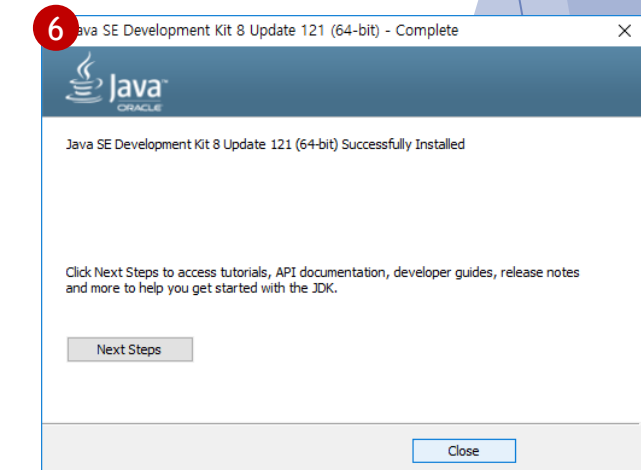 6
ava SE Development Kit 8 Update 121 (64-bit) - Complete
Java
ORACLE
Java SE Development Kit 8 Update 121 (64-bit) Successfully Installed
Click Next Steps to access tutorials, API documentation, developer guides, release notes
and more to help you get started with the JDK.
Next Steps
Close